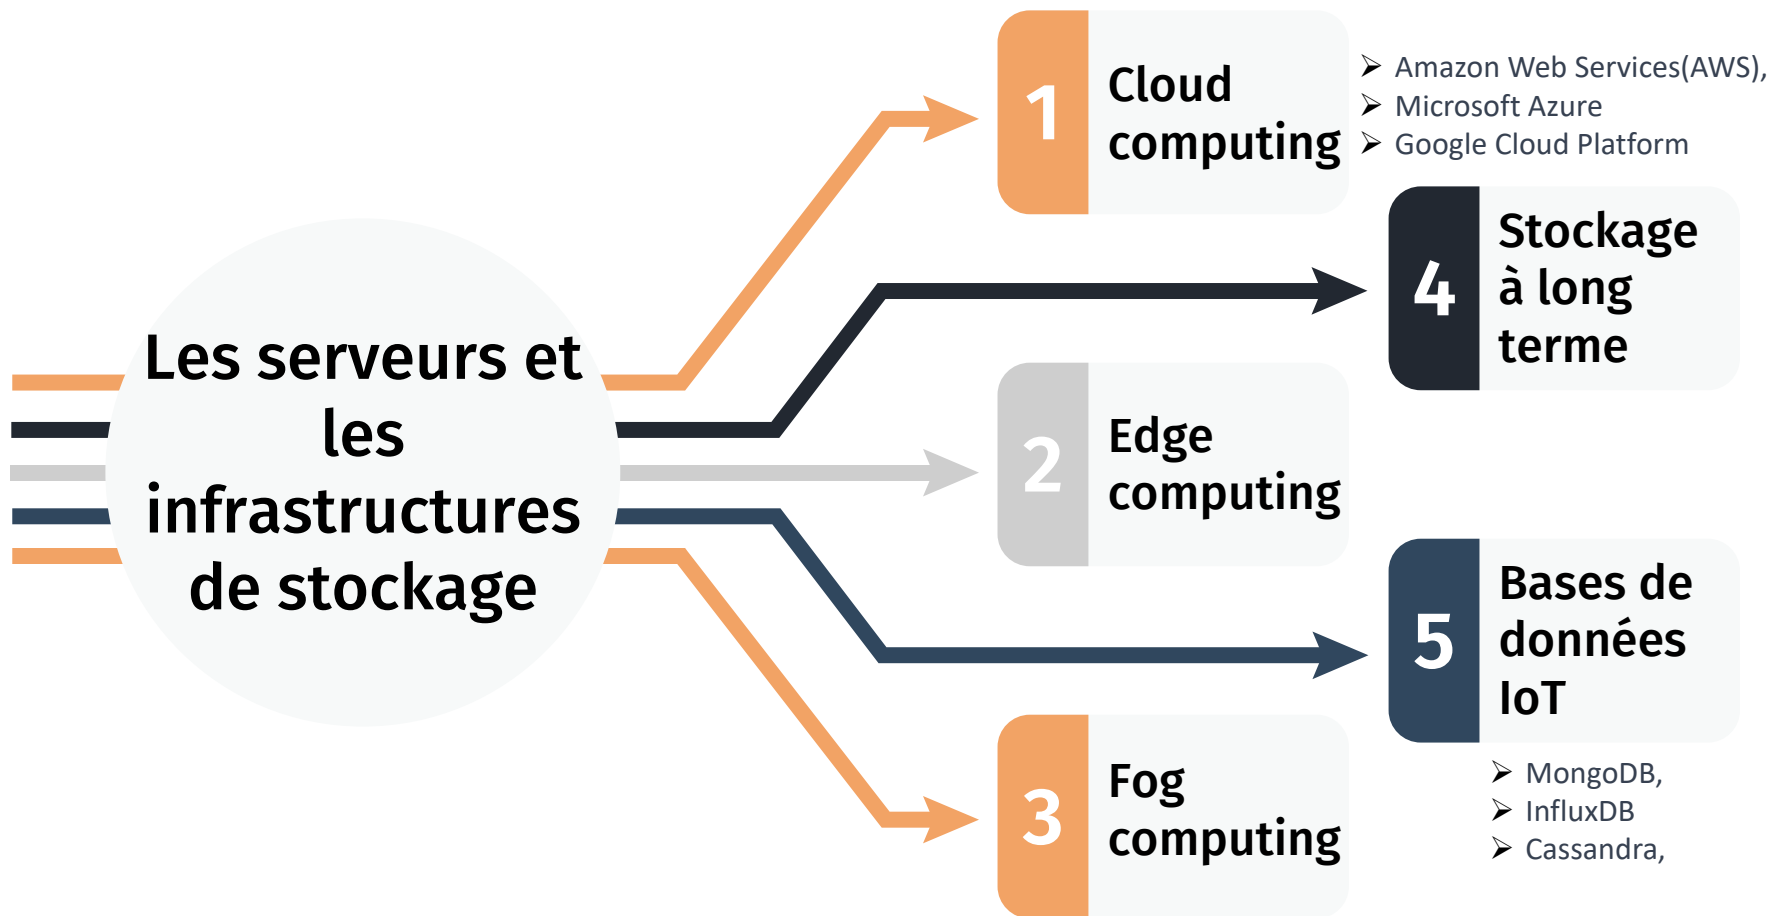 Les serveurs et
les
infrastructures
de stockage
1
Cloud
computing
➢ Amazon Web Services(AWS),
➢ Microsoft Azure
➢ Google Cloud Platform
4
Stockage
à long
terme
2
Edge
computing
5
Bases de
données
IoT
➢ MongoDB,
➢ InfluxDB
➢ Cassandra,
3
Fog
computing